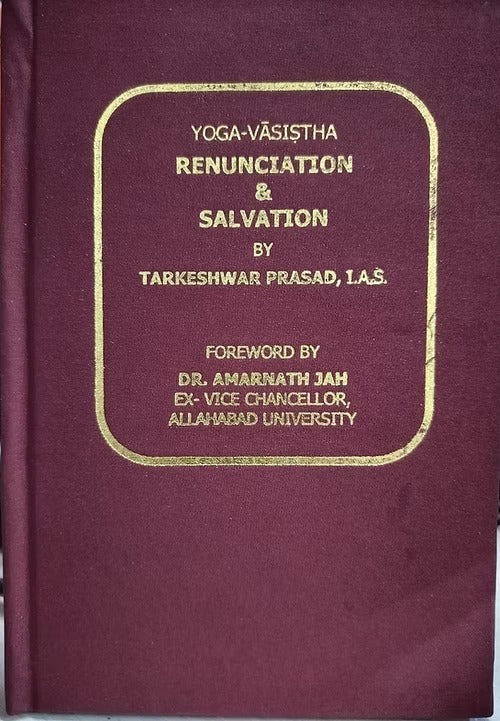 YOGA-VĀSIṢTHA
RENUNCIATION
&
SALVATION
BY
TARKESHWAR PRASAD, I.A.S.
FOREWORD BY
DR. AMARNATH JAH
EX- VICE CHANCELLOR,
ALLAHABAD UNIVERSITY